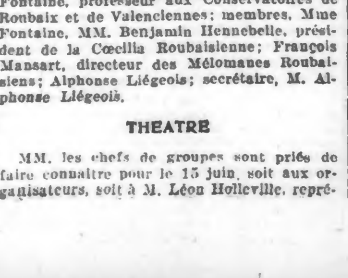 Fontaine, professeur aux Conservatoires de
Roubaix et de Valenciennes; membres, Mme
Fontaine, MM. Benjamin Hennebelle, prési-
dent de la Cœcilia Roubaisienne; François
Mansart, directeur des Mélomanes Roubai-
siens; Alphonse Liégeois; secrétaire, M. Al-
phonse Liégeois.
THEATRE
MM. les chefs de groupes sont priés de
faire connaître pour le 15 juin, soit aux or-
ganisateurs, soit à M. Léon Holleville, repré-